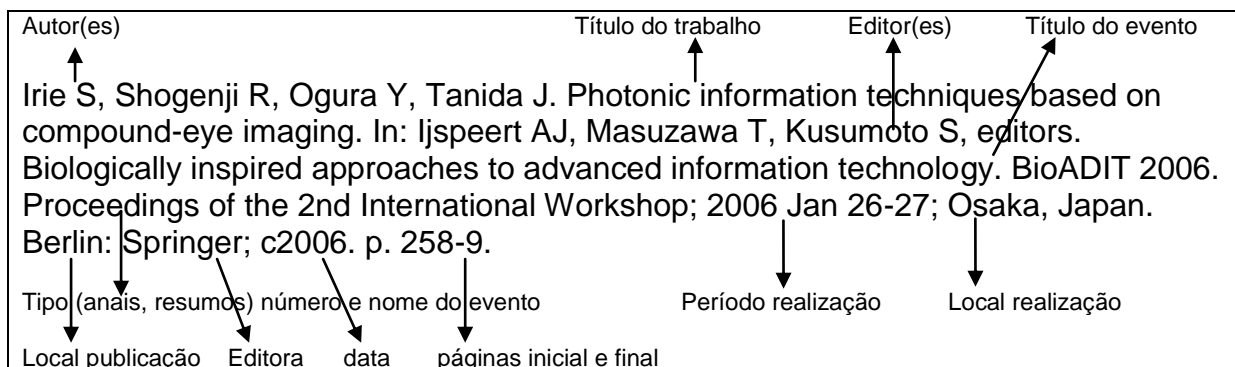 Autor(es) Título do trabalho Editor(es) Título do evento
Irie S, Shogenji R, Ogura Y, Tanida J. Photonic information techniques based on
compound-eye imaging. In: Ijspeert AJ, Masuzawa T, Kusumoto S, editors.
Biologically inspired approaches to advanced information technology. BioADIT 2006.
Proceedings of the 2nd International Workshop; 2006 Jan 26-27; Osaka, Japan.
Berlin: Springer; c2006. p. 258-9.
Tipo (anais, resumos) número e nome do evento Período realização Local realização
Local publicação Editora data páginas inicial e final